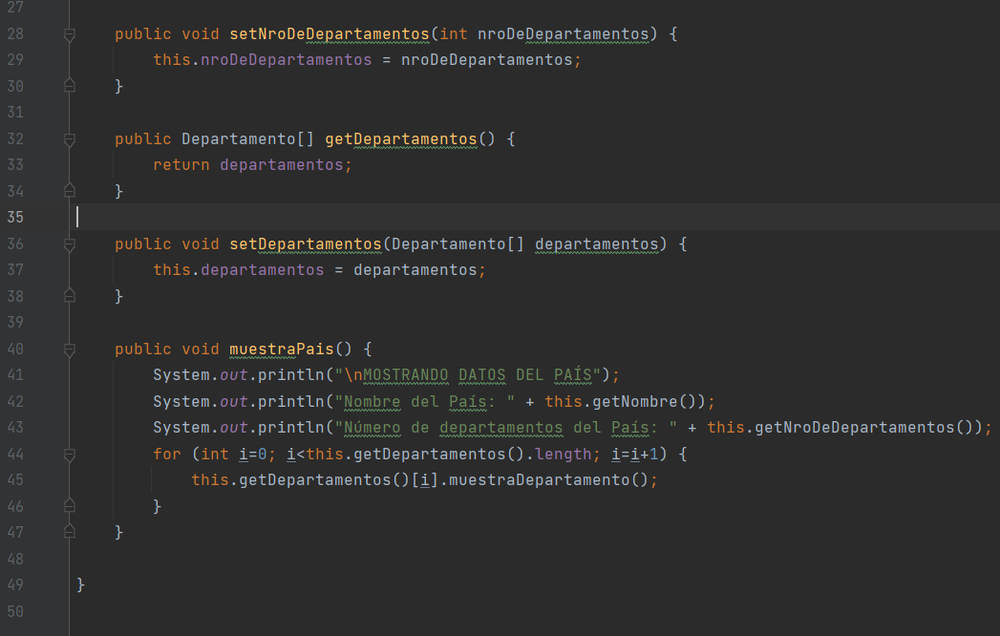 27
28 public void setNroDeDepartamentos(int nroDeDepartamentos) {
29 this.nroDeDepartamentos = nroDeDepartamentos;
30 }
31
32 public Departamento[] getDepartamentos() {
33 return departamentos;
34 }
35
36 public void setDepartamentos(Departamento[] departamentos) {
37 this.departamentos = departamentos;
38 }
39
40 public void muestraPais() {
41 System.out.println("\nMOSTRANDO DATOS DEL PAÍS");
42 System.out.println("Nombre del País: " + this.getNombre());
43 System.out.println("Número de departamentos del País: " + this.getNroDeDepartamentos());
44 for (int i=0; i<this.getDepartamentos().length; i=i+1) {
45 this.getDepartamentos()[i].muestraDepartamento();
46 }
47 }
48
49 }
50